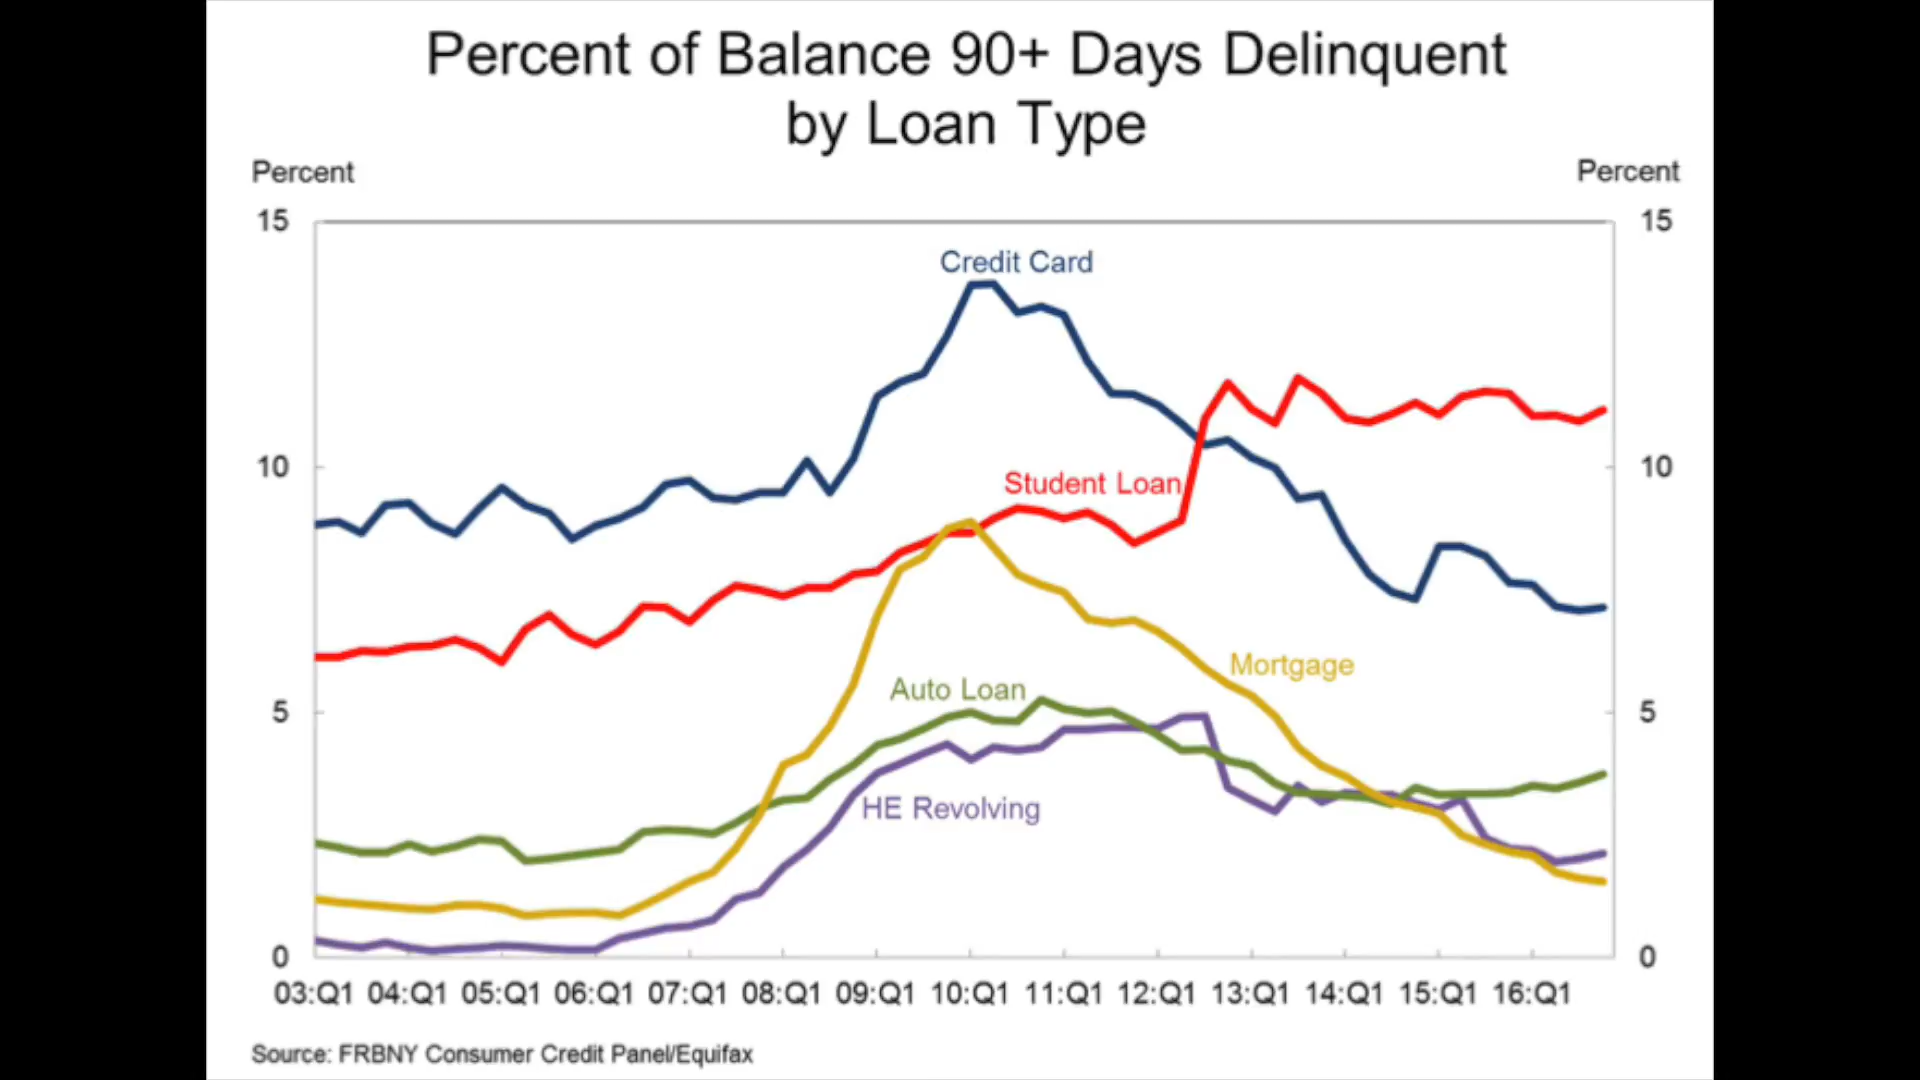 Percent of Balance 90+ Days Delinquent
by Loan Type
Percent
Percent
15
15
Credit Card
10
Student Loan
10
Mortgage
Auto Loan
5
5
HE Revolving
0
0
03:Q1 04:Q1 05:Q1 06:Q1 07:Q1 08:Q1 09:Q1 10:Q1 11:Q1 12:Q1 13:Q1 14:Q1 15:Q1 16:Q1
Source: FRBNY Consumer Credit Panel/Equifax